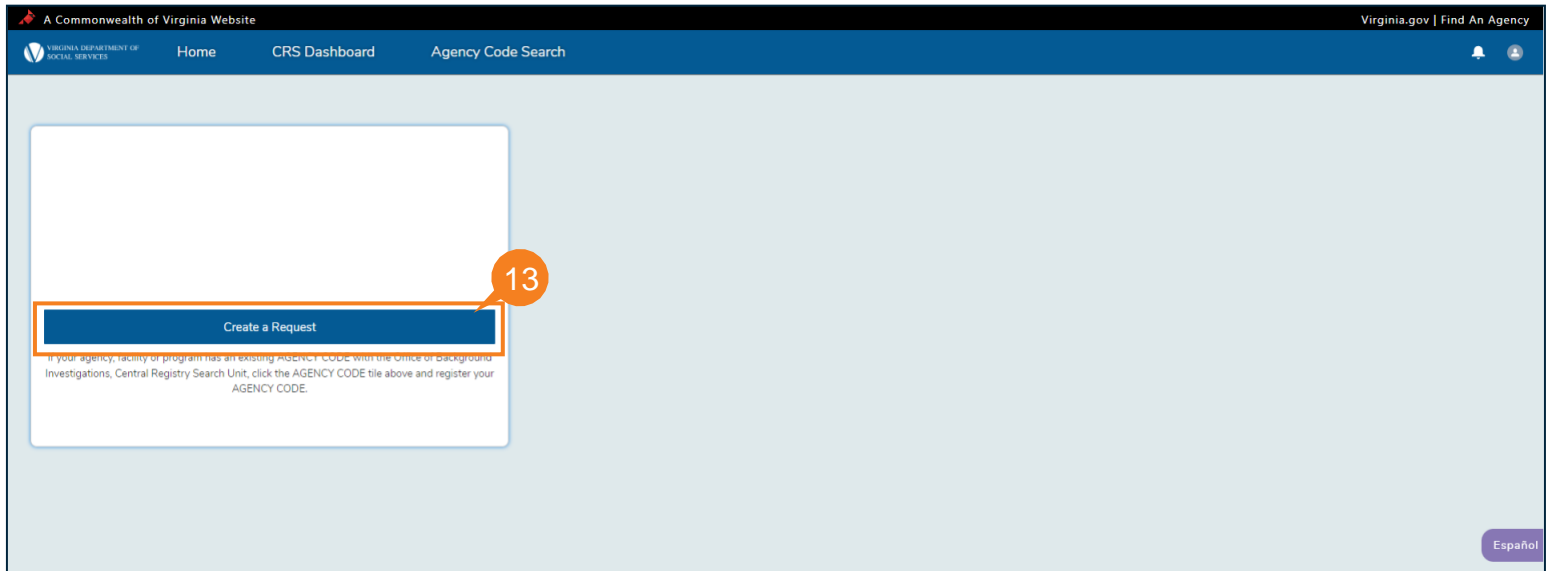 A Commonwealth of Virginia Website
Virginia.gov | Find An Agency
VIRGINIA DEPARTMENT OF
SOCIAL SERVICES
Home
CRS Dashboard
Agency Code Search
13
Create a Request
If your agency, facility or program has an existing AGENCY CODE with the Office of Background
Investigations, Central Registry Search Unit, click the AGENCY CODE tile above and register your
AGENCY CODE.
Español